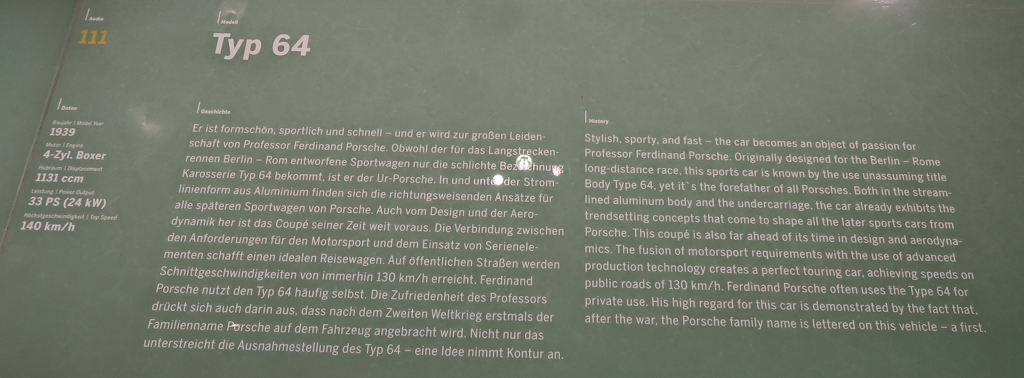 Audio
111
Modell
Typ 64
Daten
Baujahr | Model Year
1939
Motor | Engine
4-Zyl. Boxer
Hubraum | Displacement
1131 ccm
Leistung | Power Output
33 PS (24 kW)
Höchstgeschwindigkeit | Top Speed
140 km/h
Geschichte
Er ist formschön, sportlich und schnell – und er wird zur großen Leiden-
schaft von Professor Ferdinand Porsche. Obwohl der für das Langstrecken-
rennen Berlin – Rom entworfene Sportwagen nur die schlichte Bezeichnung
Karosserie Typ 64 bekommt, ist er der Ur-Porsche. In und unter der Strom-
linienform aus Aluminium finden sich die richtungsweisenden Ansätze für
alle späteren Sportwagen von Porsche. Auch vom Design und der Aero-
dynamik her ist das Coupé seiner Zeit weit voraus. Die Verbindung zwischen
den Anforderungen für den Motorsport und dem Einsatz von Serienele-
menten schafft einen idealen Reisewagen. Auf öffentlichen Straßen werden
Schnittgeschwindigkeiten von immerhin 130 km/h erreicht. Ferdinand
Porsche nutzt den Typ 64 häufig selbst. Die Zufriedenheit des Professors
drückt sich auch darin aus, dass nach dem Zweiten Weltkrieg erstmals der
Familienname Porsche auf dem Fahrzeug angebracht wird. Nicht nur das
unterstreicht die Ausnahmestellung des Typ 64 – eine Idee nimmt Kontur an.
History
Stylish, sporty, and fast – the car becomes an object of passion for
Professor Ferdinand Porsche. Originally designed for the Berlin – Rome
long-distance race, this sports car is known by the use unassuming title
Body Type 64, yet it`s the forefather of all Porsches. Both in the stream-
lined aluminum body and the undercarriage, the car already exhibits the
trendsetting concepts that come to shape all the later sports cars from
Porsche. This coupé is also far ahead of its time in design and aerodyna-
mics. The fusion of motorsport requirements with the use of advanced
production technology creates a perfect touring car, achieving speeds on
public roads of 130 km/h. Ferdinand Porsche often uses the Type 64 for
private use. His high regard for this car is demonstrated by the fact that,
after the war, the Porsche family name is lettered on this vehicle – a first.